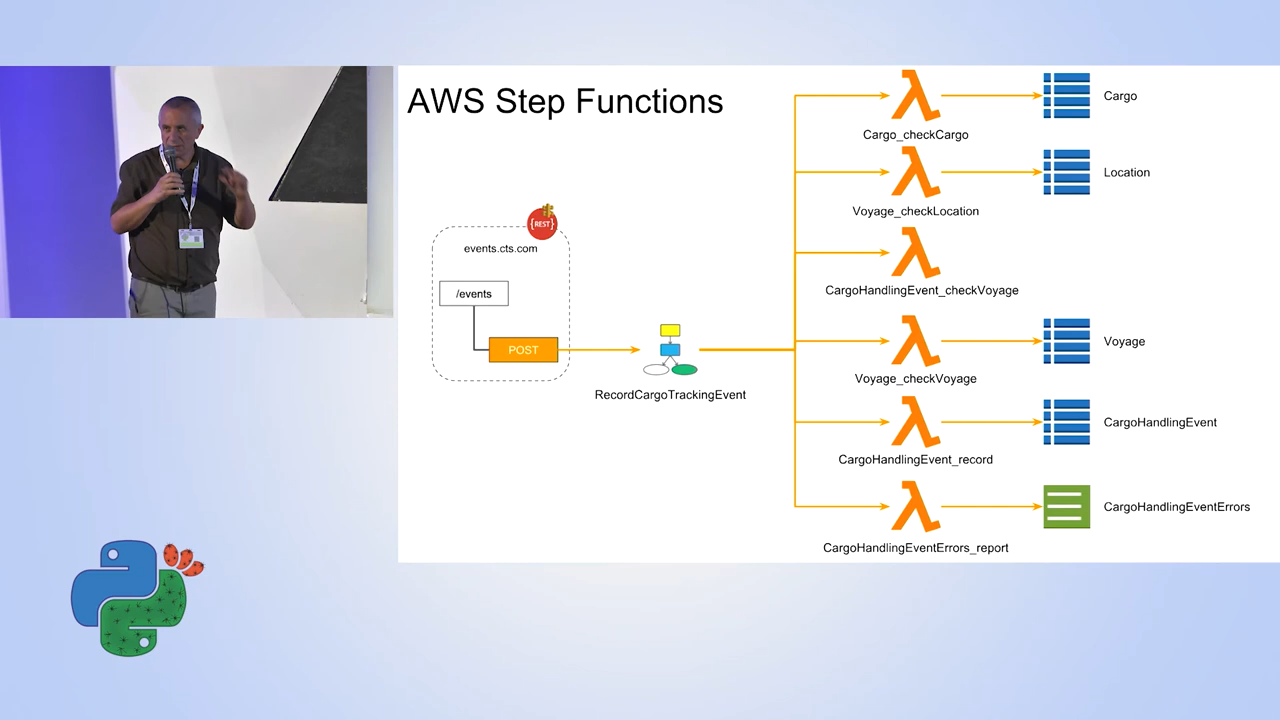 AWS Step Functions
{REST}
events.cts.com
/events
POST
RecordCargoTrackingEvent
Cargo_checkCargo
Cargo
Voyage_checkLocation
Location
CargoHandlingEvent_checkVoyage
Voyage_checkVoyage
Voyage
CargoHandlingEvent_record
CargoHandlingEvent
CargoHandlingEventErrors_report
CargoHandlingEventErrors